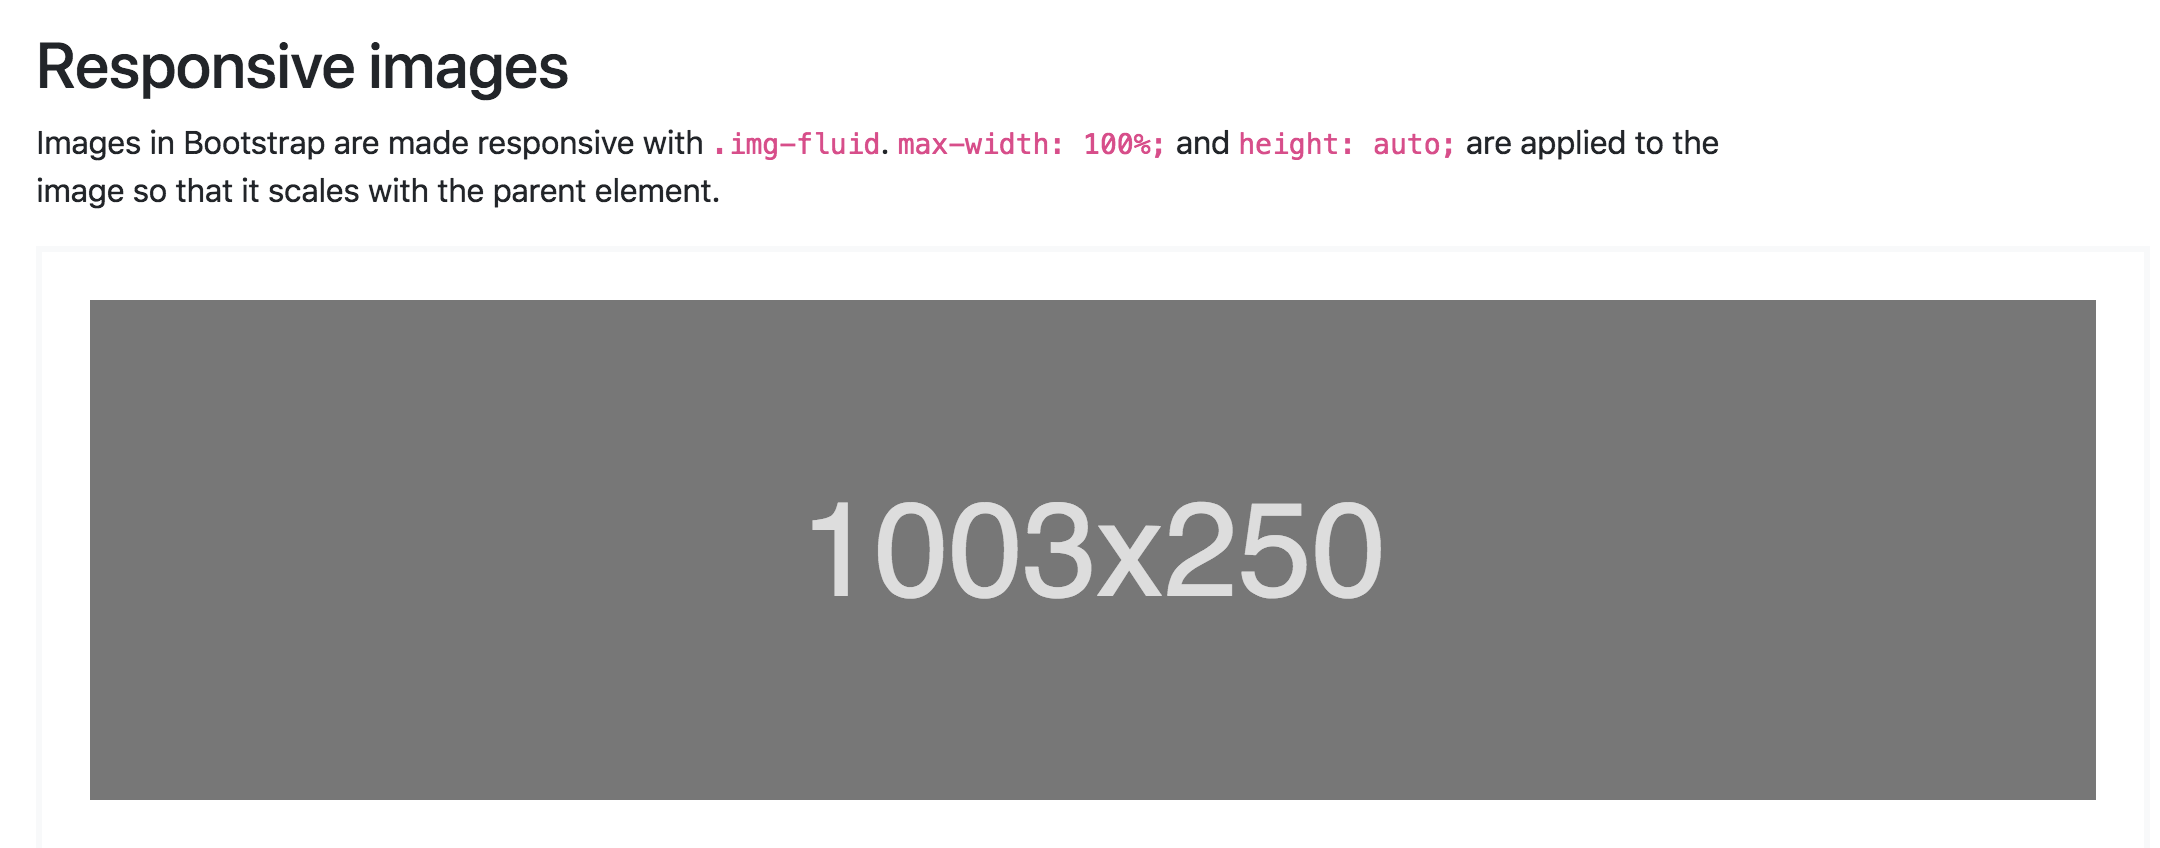 Responsive images
Images in Bootstrap are made responsive with .img-fluid. max-width: 100%; and height: auto; are applied to the
image so that it scales with the parent element.
1003x250